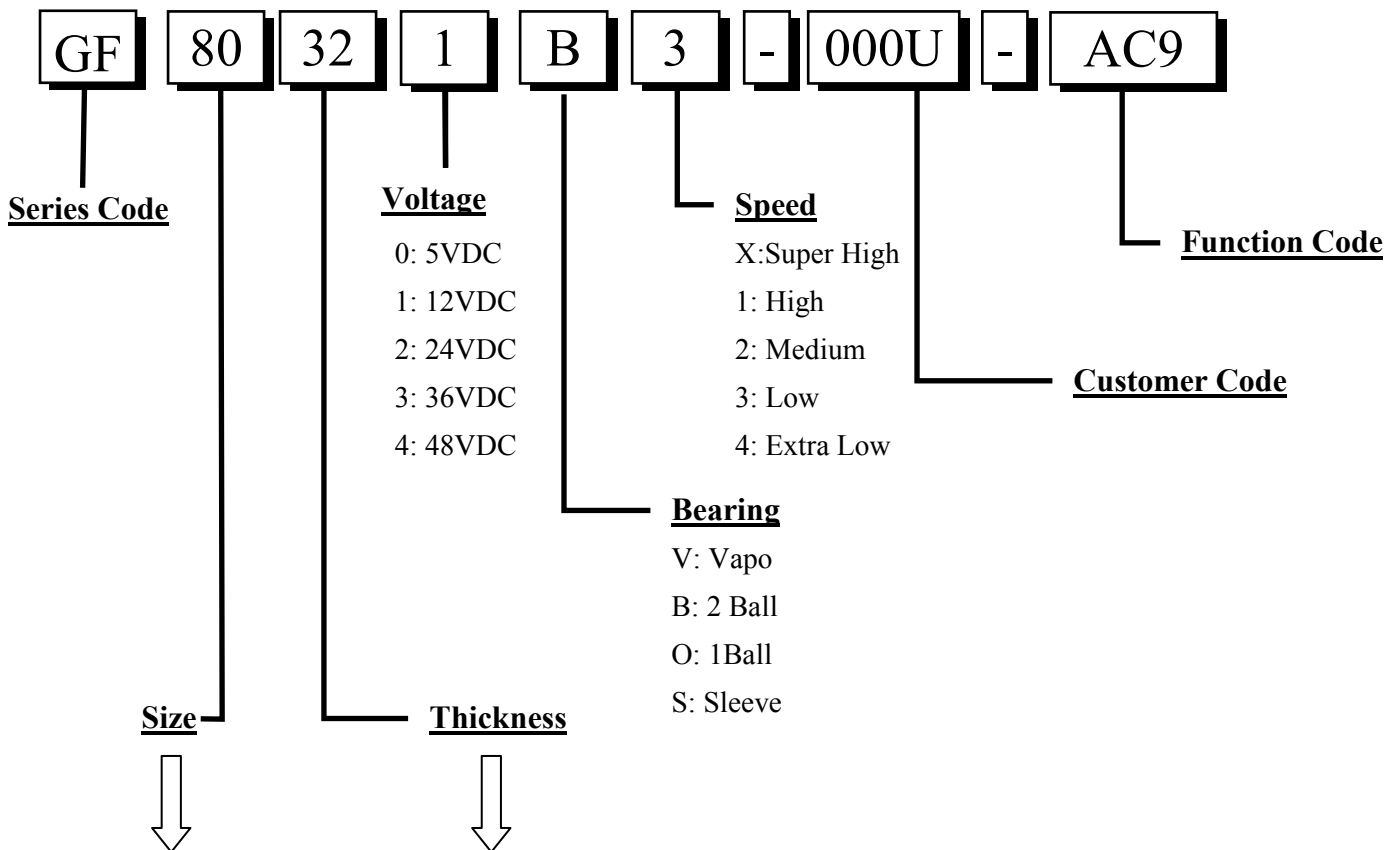 GF 80 32 1 B 3 - 000U - AC9
Series Code
Voltage
0: 5VDC
1: 12VDC
2: 24VDC
3: 36VDC
4: 48VDC
Speed
X:Super High
1: High
2: Medium
3: Low
4: Extra Low
Function Code
Customer Code
Bearing
V: Vapo
B: 2 Ball
O: 1Ball
S: Sleeve
Size
Thickness